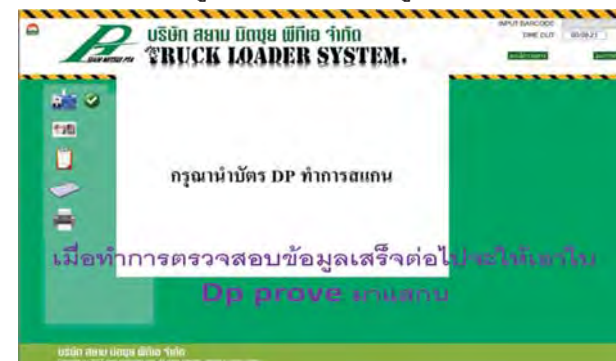 บริษัท สยาม มิตซุย พีทีเอ จำกัด
TRUCK LOADER SYSTEM.
INPUT BARCODE
TIME OUT 00:08:21
กรุณานำบัตร DP ทำการสแกน
เมื่อทำการตรวจสอบข้อมูลเสร็จต่อไปจะให้เอาใบ
Dp prove มาแสกน
บริษัท สยาม มิตซุย พีทีเอ จำกัด